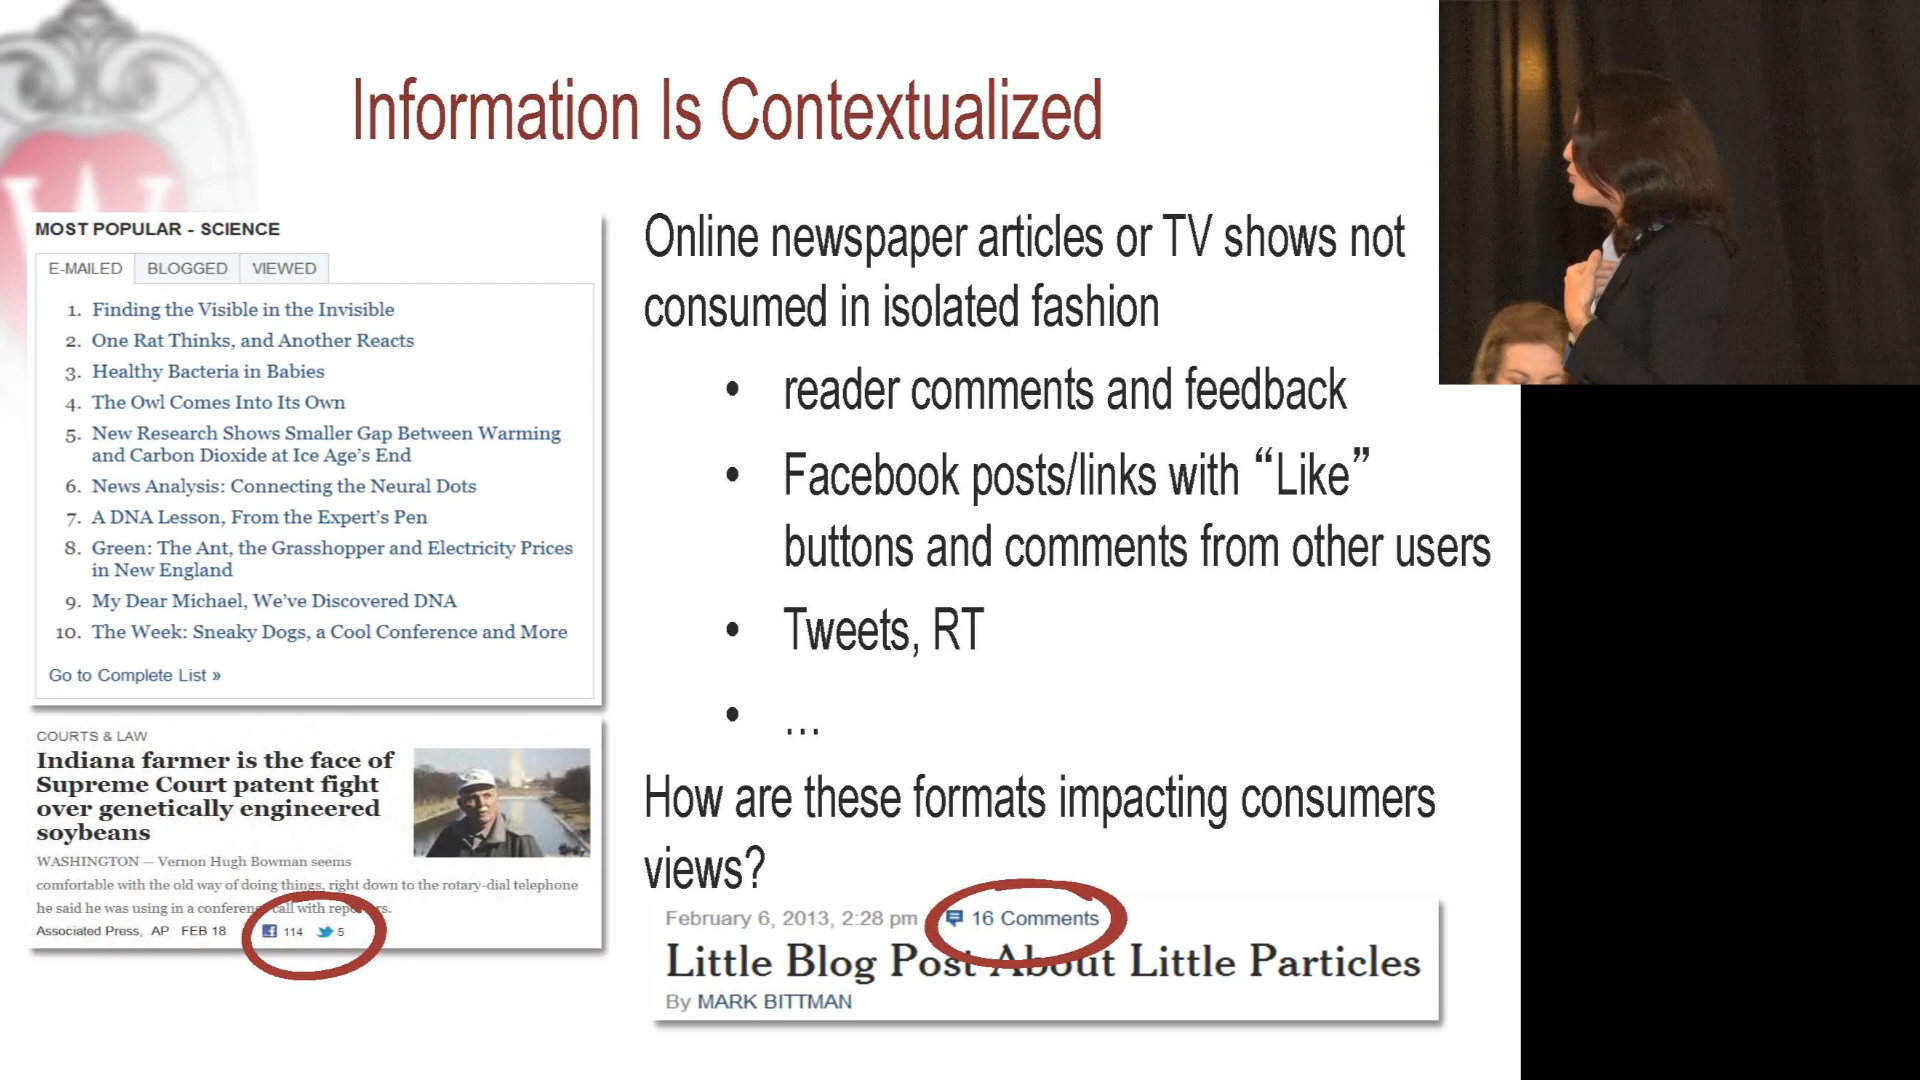 Information Is Contextualized
W
MOST POPULAR - SCIENCE
E-MAILED BLOGGED VIEWED
1. Finding the Visible in the Invisible
2. One Rat Thinks, and Another Reacts
3. Healthy Bacteria in Babies
4. The Owl Comes Into Its Own
5. New Research Shows Smaller Gap Between Warming
and Carbon Dioxide at Ice Age’s End
6. News Analysis: Connecting the Neural Dots
7. A DNA Lesson, From the Expert’s Pen
8. Green: The Ant, the Grasshopper and Electricity Prices
in New England
9. My Dear Michael, We’ve Discovered DNA
10. The Week: Sneaky Dogs, a Cool Conference and More
Go to Complete List »
COURTS & LAW
Indiana farmer is the face of
Supreme Court patent fight
over genetically engineered
soybeans
WASHINGTON — Vernon Hugh Bowman seems
comfortable with the old way of doing things, right down to the rotary-dial telephone
he said he was using in a conference call with reporters.
Associated Press, AP FEB 18 114 5
Online newspaper articles or TV shows not
consumed in isolated fashion
• reader comments and feedback
• Facebook posts/links with “Like”
buttons and comments from other users
• Tweets, RT
• …
How are these formats impacting consumers
views?
February 6, 2013, 2:28 pm 16 Comments
Little Blog Post About Little Particles
By MARK BITTMAN